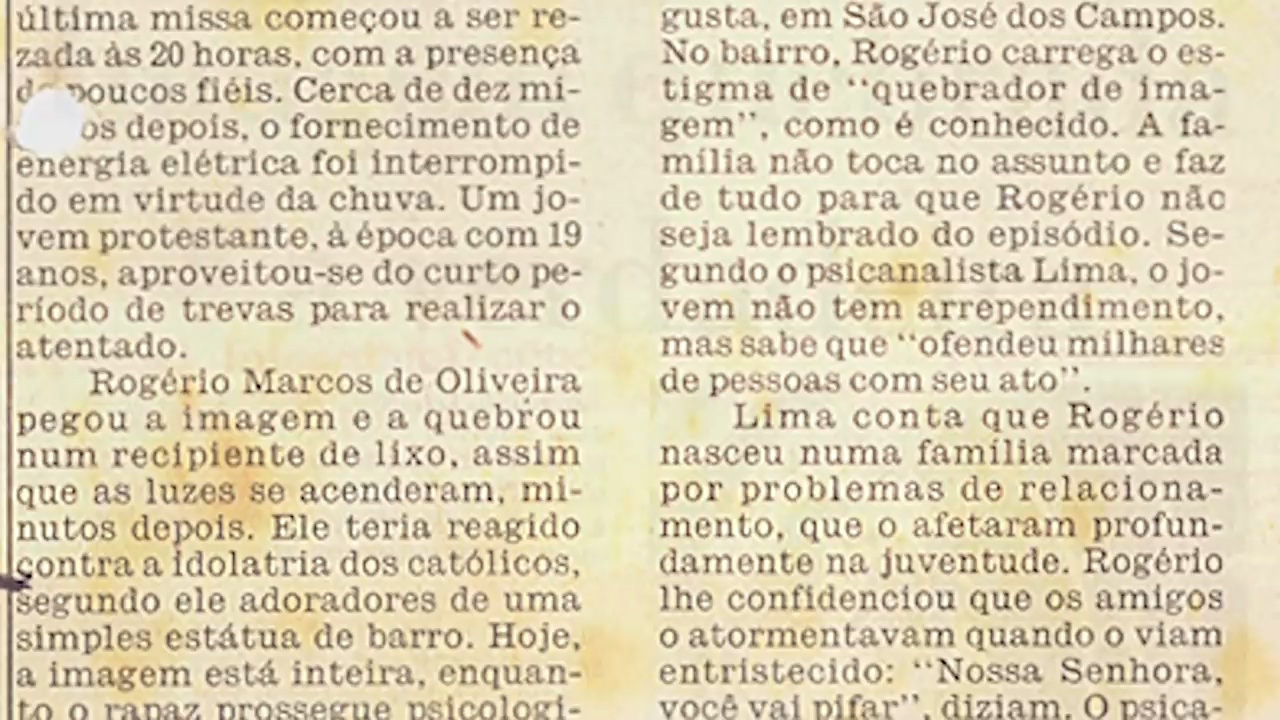 última missa começou a ser re-
zada às 20 horas, com a presença
poucos fiéis. Cerca de dez mi-
os depois, o fornecimento de
energia elétrica foi interrompi-
do em virtude da chuva. Um jo-
vem protestante, à época com 19
anos, aproveitou-se do curto pe-
ríodo de trevas para realizar o
atentado.
Rogério Marcos de Oliveira
pegou a imagem e a quebrou
num recipiente de lixo, assim
que as luzes se acenderam, mi-
nutos depois. Ele teria reagido
contra a idolatria dos católicos,
segundo ele adoradores de uma
simples estátua de barro. Hoje,
a imagem está inteira, enquan-
to o rapaz prossegue psicologi-
gusta, em São José dos Campos.
No bairro, Rogério carrega o es-
tigma de "quebrador de ima-
gem", como é conhecido. A fa-
mília não toca no assunto e faz
de tudo para que Rogério não
seja lembrado do episódio. Se-
gundo o psicanalista Lima, o jo-
vem não tem arrependimento,
mas sabe que "ofendeu milhares
de pessoas com seu ato".
Lima conta que Rogério
nasceu numa família marcada
por problemas de relaciona-
mento, que o afetaram profun-
damente na juventude. Rogério
lhe confidenciou que os amigos
o atormentavam quando o viam
entristecido: "Nossa Senhora,
você vai pifar", diziam. O psica-